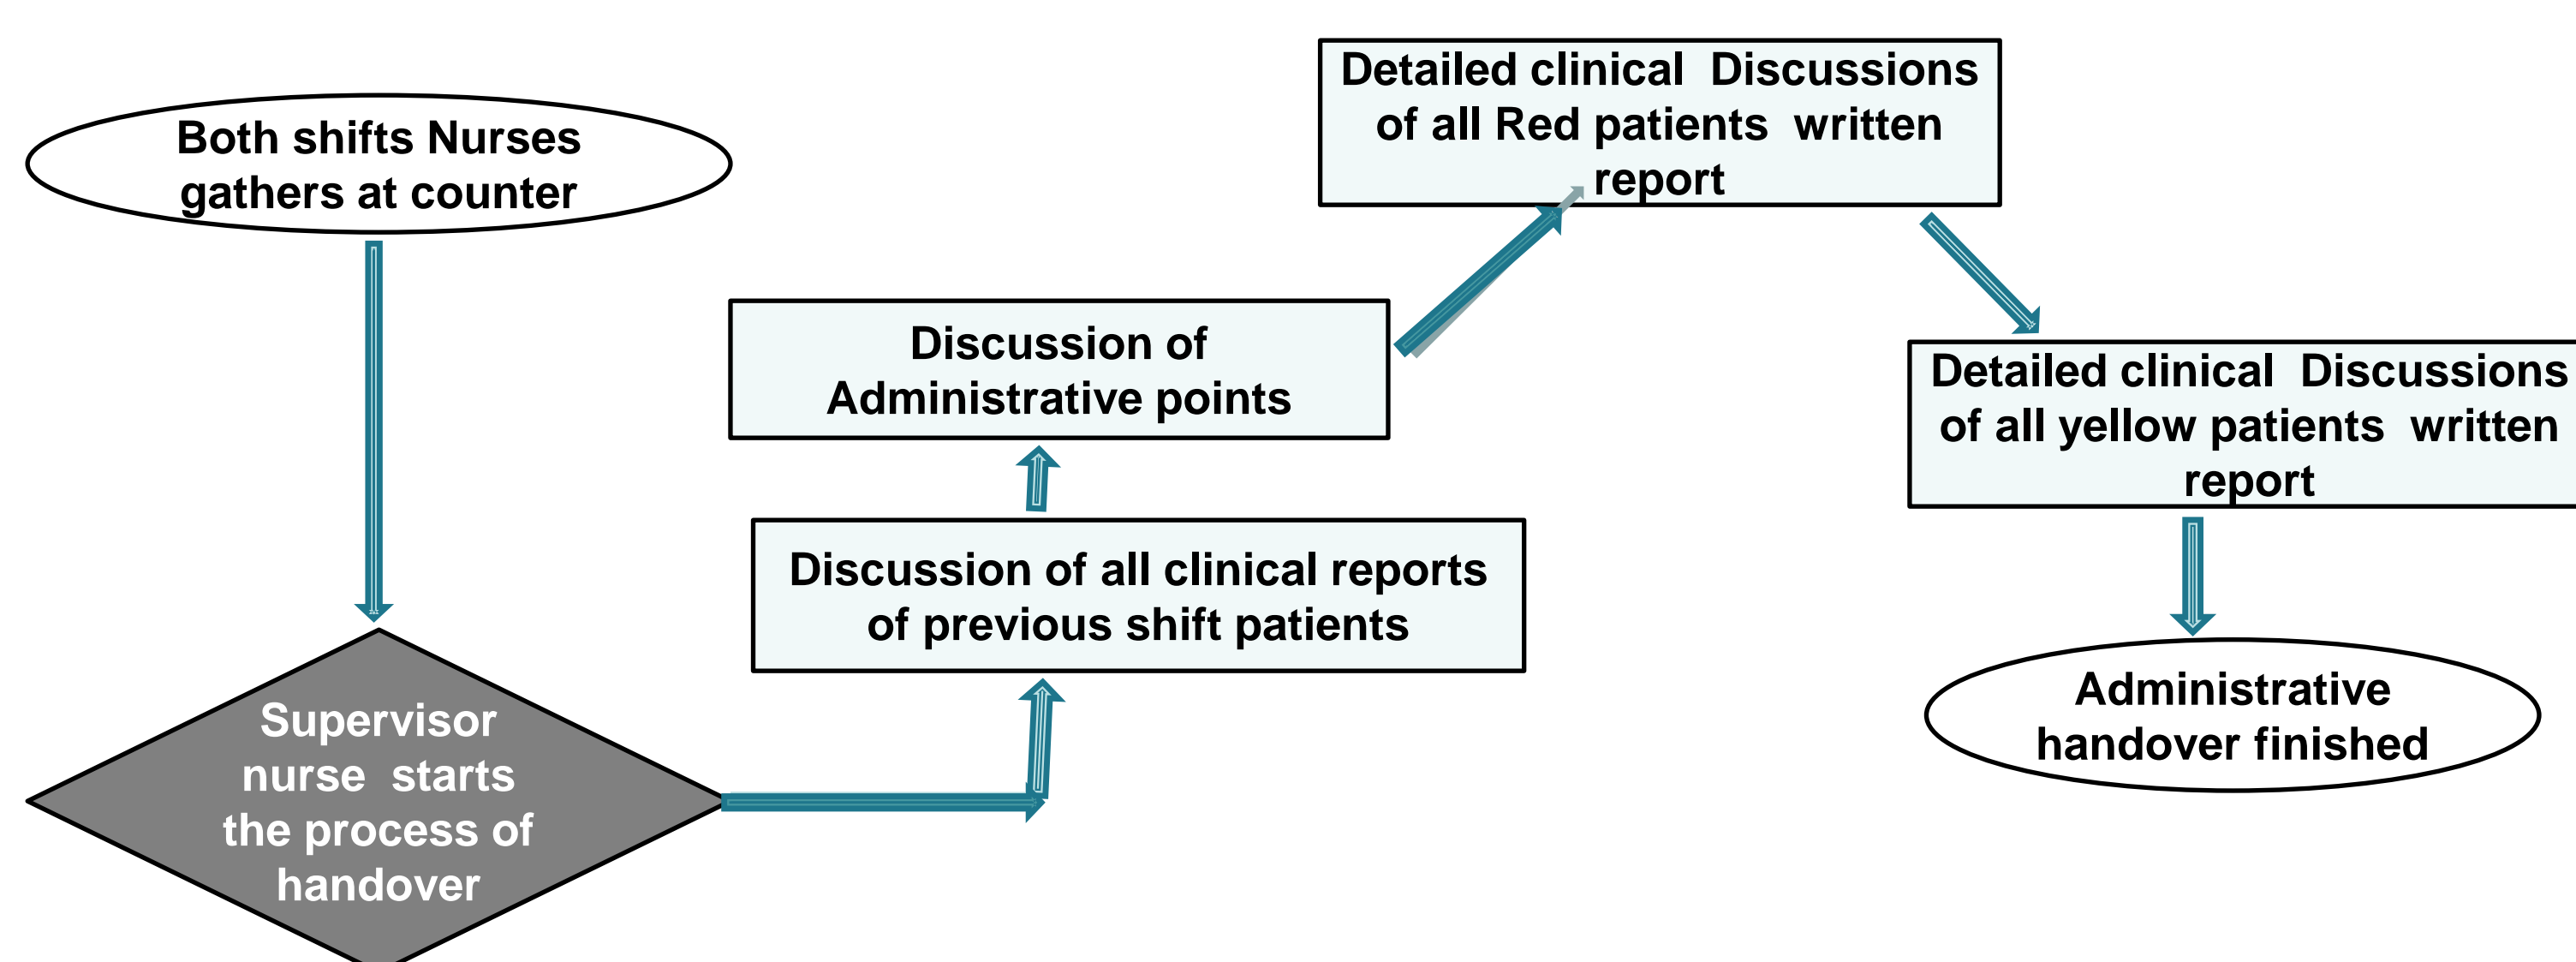 Both shifts Nurses
gathers at counter
Supervisor
nurse starts
the process of
handover
Discussion of all clinical reports
of previous shift patients
Discussion of
Administrative points
Detailed clinical Discussions
of all Red patients written
report
Detailed clinical Discussions
of all yellow patients written
report
Administrative
handover finished